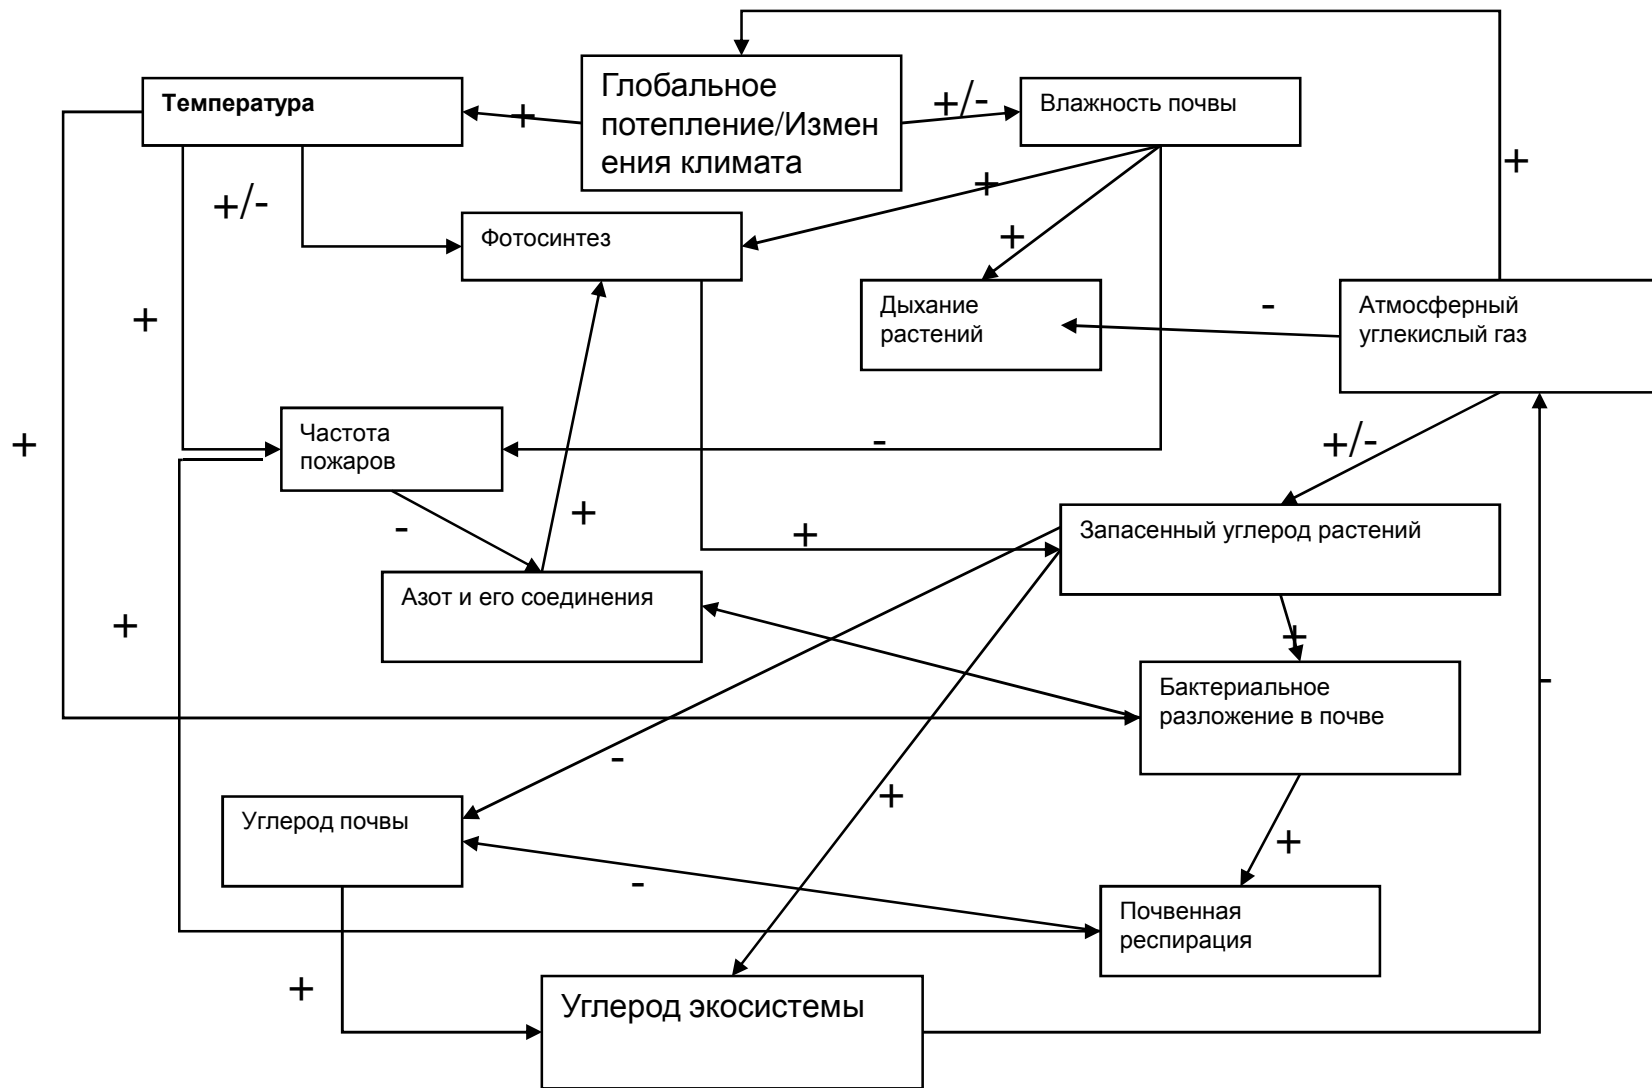 Глобальное
потепление/Измен
ения климата
Температура
+
+/-
Влажность почвы
+
+/-
+
Фотосинтез
+
+
Дыхание
растений
-
Атмосферный
углекислый газ
+
+
Частота
пожаров
-
+/-
-
+
+
Запасенный углерод растений
Азот и его соединения
+
+
-
Бактериальное
разложение в почве
-
+
Углерод почвы
+
-
Почвенная
респирация
+
Углерод экосистемы